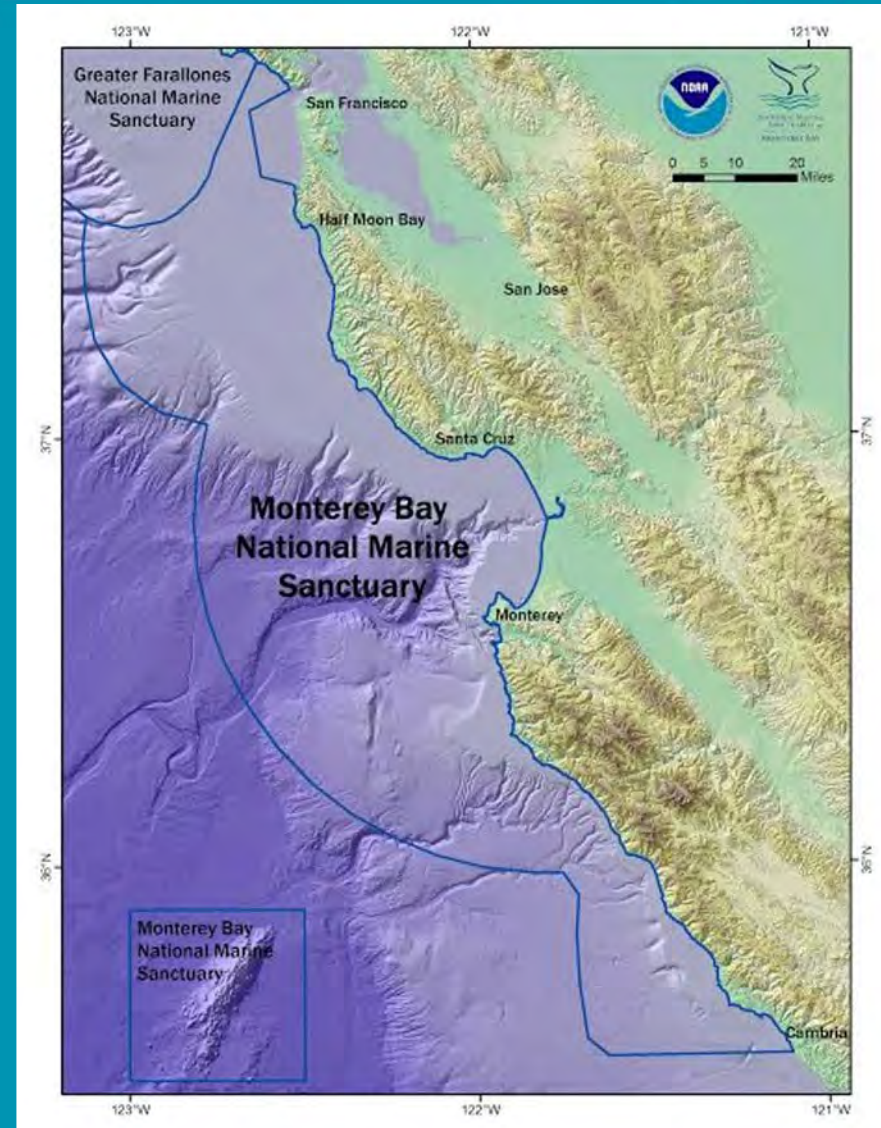 123°W 122°W 121°W
Greater Farallones
National Marine
Sanctuary
San Francisco
NOAA
0 5 10 20
Miles
Half Moon Bay
San Jose
37°N
37°N
Santa Cruz
Monterey Bay
National Marine
Sanctuary
Monterey
36°N
36°N
Monterey Bay
National Marine
Sanctuary
Cambria
123°W 122°W 121°W